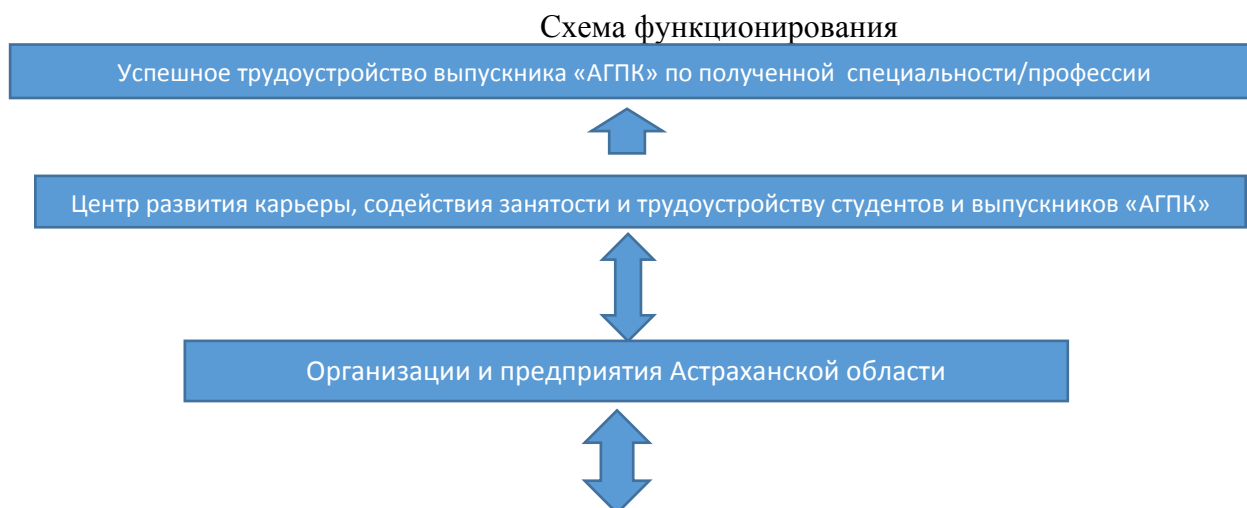 Схема функционирования
Успешное трудоустройство выпускника «АГПК» по полученной специальности/профессии
Центр развития карьеры, содействия занятости и трудоустройству студентов и выпускников «АГПК»
Организации и предприятия Астраханской области